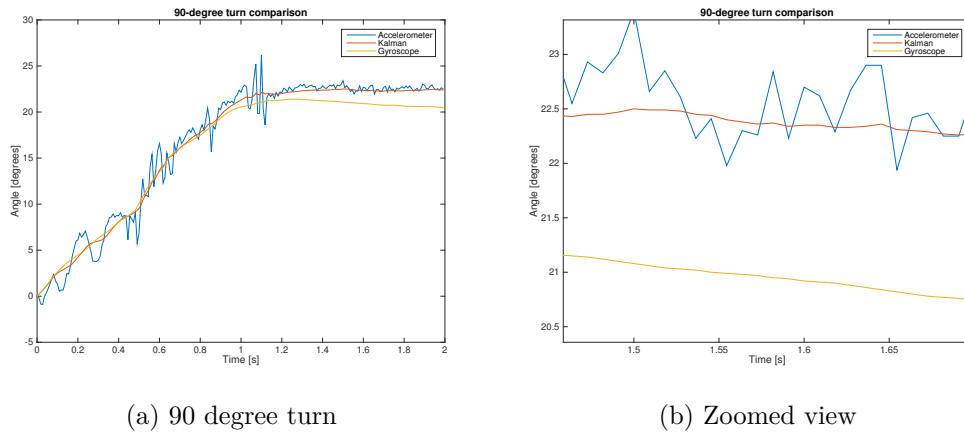 90-degree turn comparison
Accelerometer
Kalman
Gyroscope
30
25
20
15
10
5
0
-5
Angle [degrees]
0 0.2 0.4 0.6 0.8 1 1.2 1.4 1.6 1.8 2
Time [s]
(a) 90 degree turn
90-degree turn comparison
Accelerometer
Kalman
Gyroscope
23
22.5
22
21.5
21
20.5
Angle [degrees]
1.5 1.55 1.6 1.65
Time [s]
(b) Zoomed view